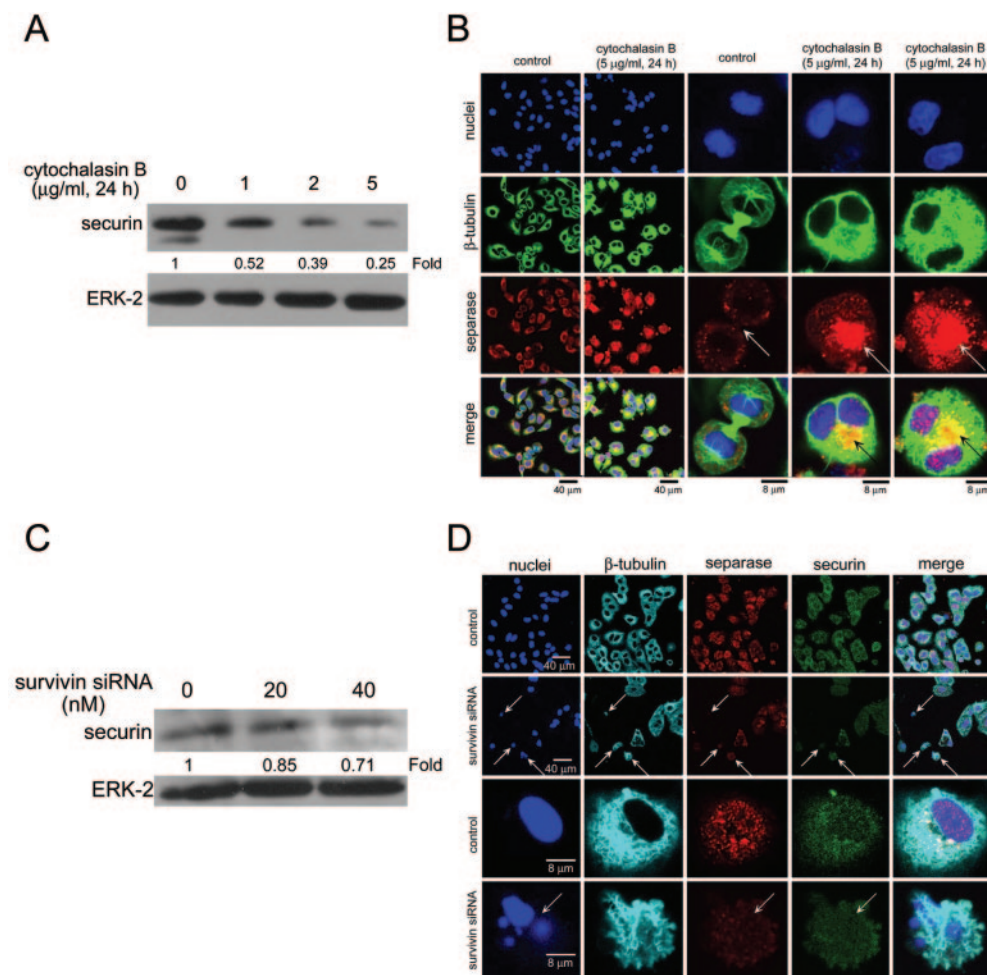 A
cytochalasin B
(μg/ml, 24 h)
0 1 2 5
securin
1 0.52 0.39 0.25 Fold
ERK-2
B
control
cytochalasin B
(5 μg/ml, 24 h)
control
cytochalasin B
(5 μg/ml, 24 h)
cytochalasin B
(5 μg/ml, 24 h)
nuclei
β-tubulin
separase
merge
40 μm 40 μm 8 μm 8 μm 8 μm
C
survivin siRNA
(nM)
0 20 40
securin
1 0.85 0.71 Fold
ERK-2
D
nuclei β-tubulin separase securin merge
control
40 μm
survivin siRNA
40 μm
control
8 μm
survivin siRNA
8 μm